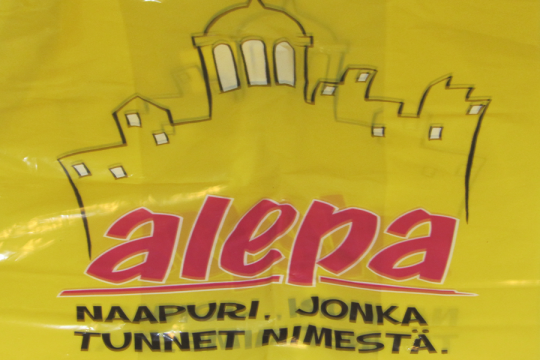 alepa
NAAPURI, JONKA
TUNNET NIMESTÄ.